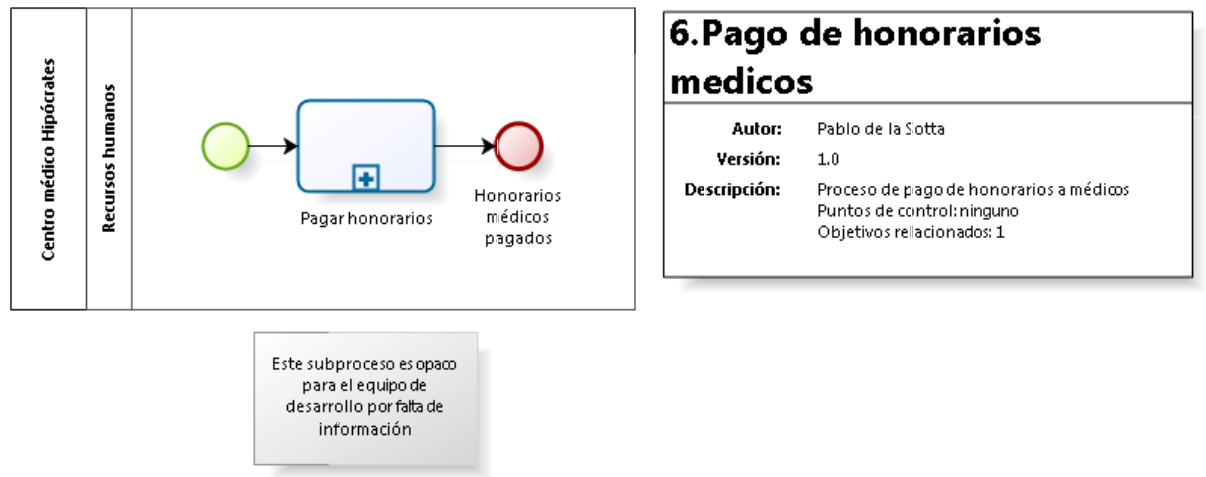 Centro médico Hipócrates
Recursos humanos
Pagar honorarios
Honorarios
médicos
pagados
Este subproceso es opaco
para el equipo de
desarrollo por falta de
información
6.Pago de honorarios
medicos
Autor: Pablo de la Sotta
Versión: 1.0
Descripción: Proceso de pago de honorarios a médicos
Puntos de control: ninguno
Objetivos relacionados: 1